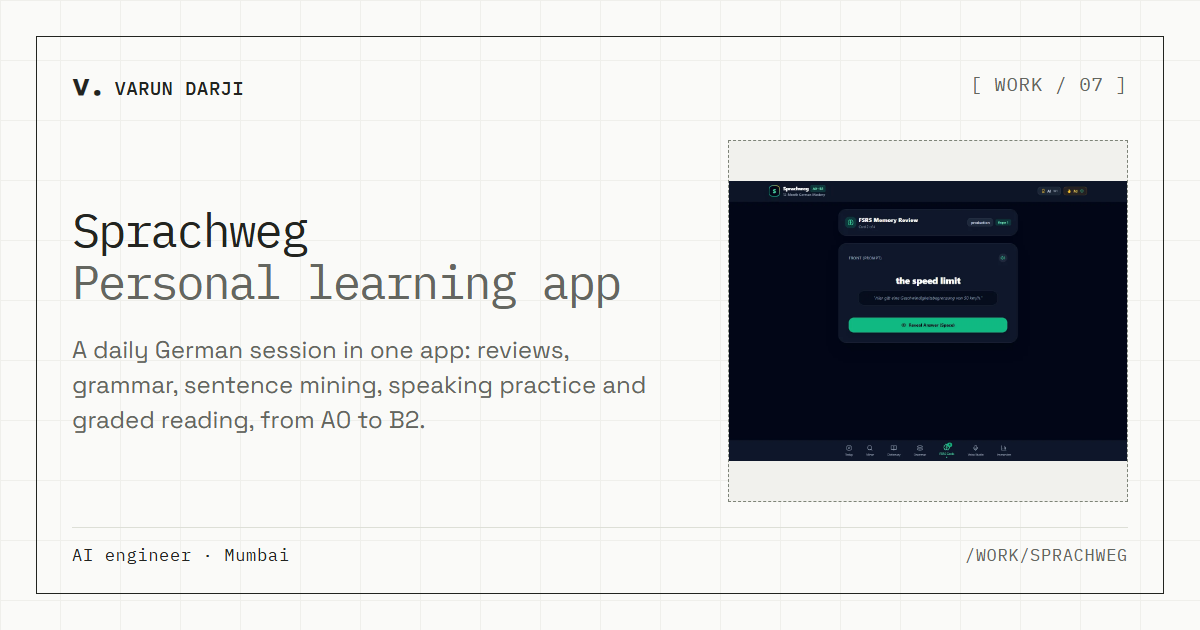 V. VARUN DARJI
[ WORK / 07 ]
Sprachweg
Personal learning app
A daily German session in one app: reviews,
grammar, sentence mining, speaking practice and
graded reading, from A0 to B2.
Sprachweg
FSRS Memory Review
production
the speed limit
Reveal Answer (Space)
AI engineer · Mumbai
/WORK/SPRACHWEG